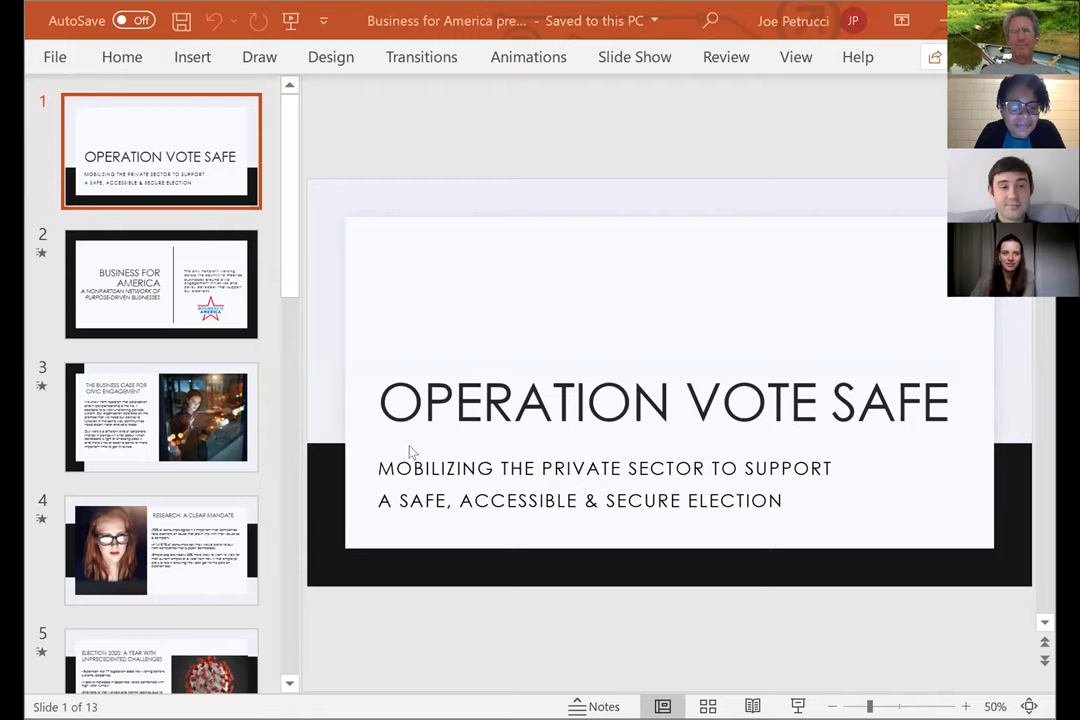 AutoSave Off Business for America pre... - Saved to this PC Joe Petrucci JP
File Home Insert Draw Design Transitions Animations Slide Show Review View Help
1
OPERATION VOTE SAFE
MOBILIZING THE PRIVATE SECTOR TO SUPPORT
A SAFE, ACCESSIBLE & SECURE ELECTION
2
BUSINESS FOR
AMERICA
A NONPARTISAN NETWORK OF
PURPOSE-DRIVEN BUSINESSES
AMERICA
3
THE BUSINESS CASE FOR
CIVIC ENGAGEMENT
4
RESEARCH: A CLEAR MANDATE
5
ELECTION 2020: A YEAR WITH
UNPRECEDENTED CHALLENGES
OPERATION VOTE SAFE
MOBILIZING THE PRIVATE SECTOR TO SUPPORT
A SAFE, ACCESSIBLE & SECURE ELECTION
Slide 1 of 13 Notes 50%